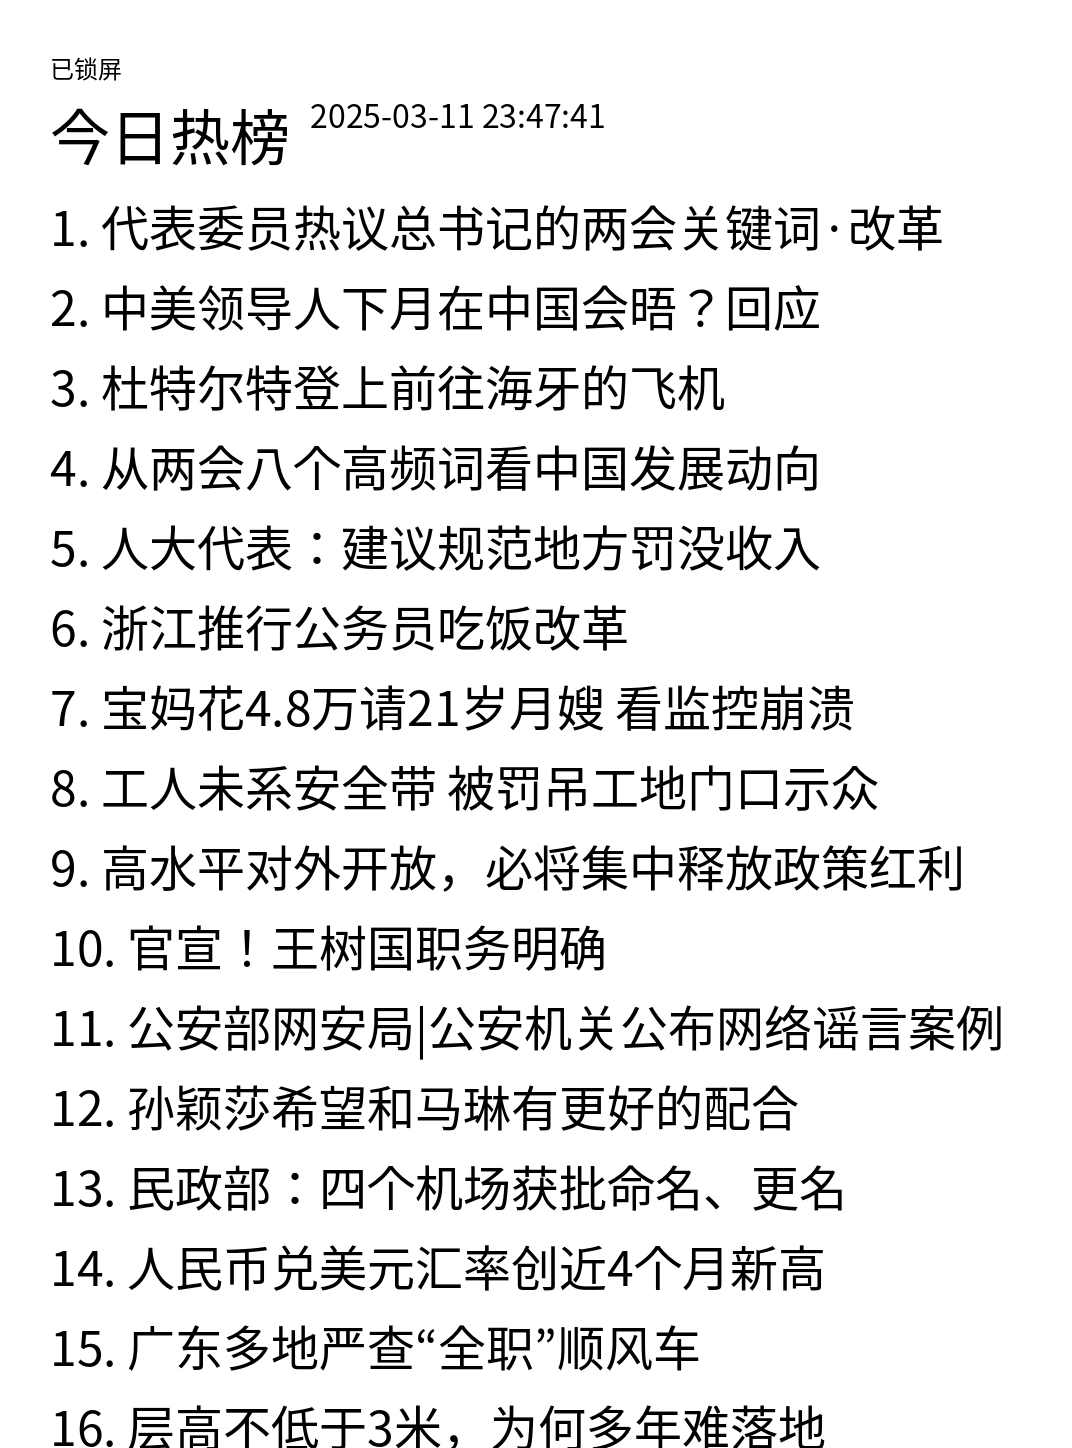 已锁屏
今日热榜 2025-03-11 23:47:41
1. 代表委员热议总书记的两会关键词·改革
2. 中美领导人下月在中国会晤？回应
3. 杜特尔特登上前往海牙的飞机
4. 从两会八个高频词看中国发展动向
5. 人大代表：建议规范地方罚没收入
6. 浙江推行公务员吃饭改革
7. 宝妈花4.8万请21岁月嫂 看监控崩溃
8. 工人未系安全带 被罚吊工地门口示众
9. 高水平对外开放，必将集中释放政策红利
10. 官宣！王树国职务明确
11. 公安部网安局|公安机关公布网络谣言案例
12. 孙颖莎希望和马琳有更好的配合
13. 民政部：四个机场获批命名、更名
14. 人民币兑美元汇率创近4个月新高
15. 广东多地严查“全职”顺风车
16. 层高不低于3米，为何多年难落地